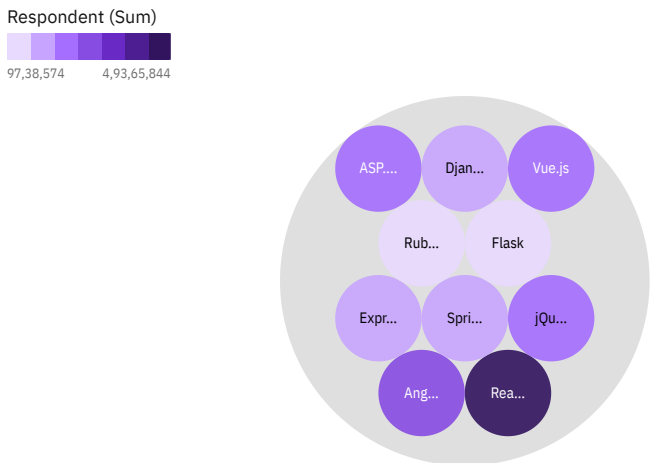 Respondent (Sum)
97,38,574 4,93,65,844
ASP.... Djan... Vue.js
Rub... Flask
Expr... Spri... jQu...
Ang... Rea...